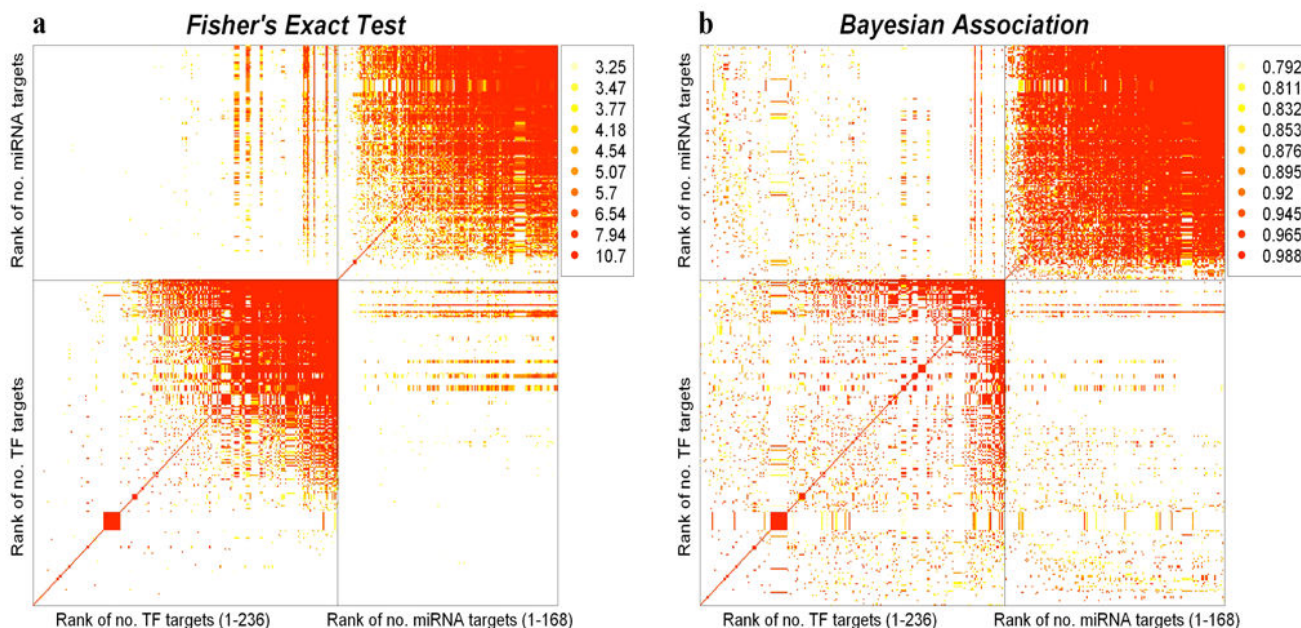 a
Fisher's Exact Test
Rank of no. miRNA targets
Rank of no. TF targets
3.25
3.47
3.77
4.18
4.54
5.07
5.7
6.54
7.94
10.7
Rank of no. TF targets (1-236)
Rank of no. miRNA targets (1-168)
b
Bayesian Association
Rank of no. miRNA targets
Rank of no. TF targets
0.792
0.811
0.832
0.853
0.876
0.895
0.92
0.945
0.965
0.988
Rank of no. TF targets (1-236)
Rank of no. miRNA targets (1-168)